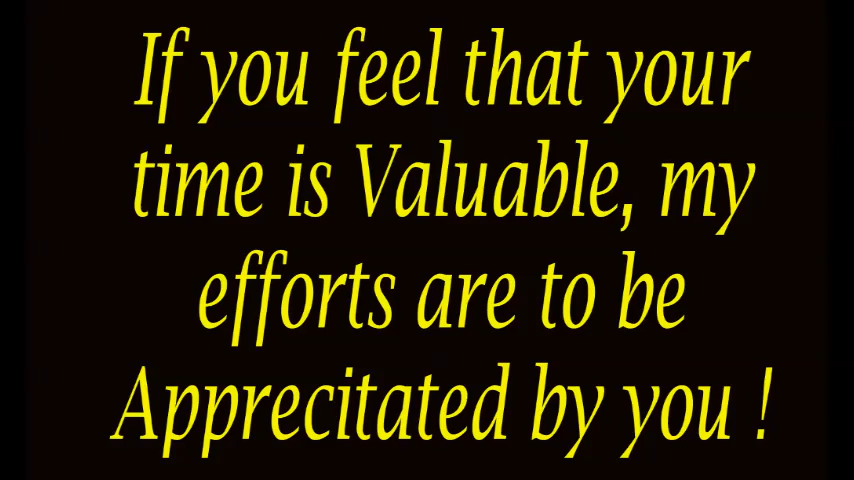 If you feel that your
time is Valuable, my
efforts are to be
Apprecitated by you !